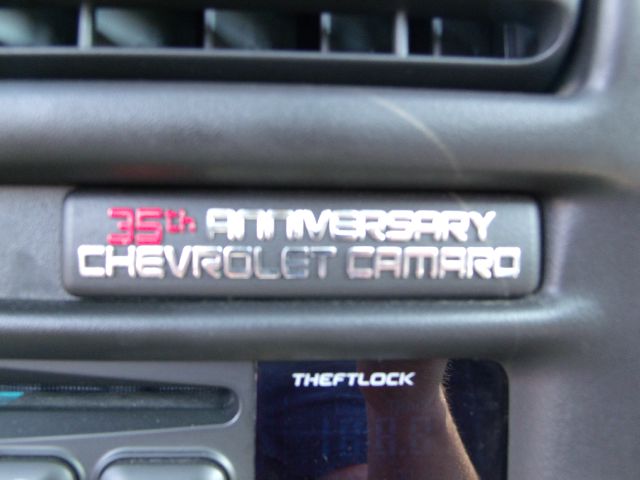 35th ANNIVERSARY
CHEVROLET CAMARO
THEFTLOCK